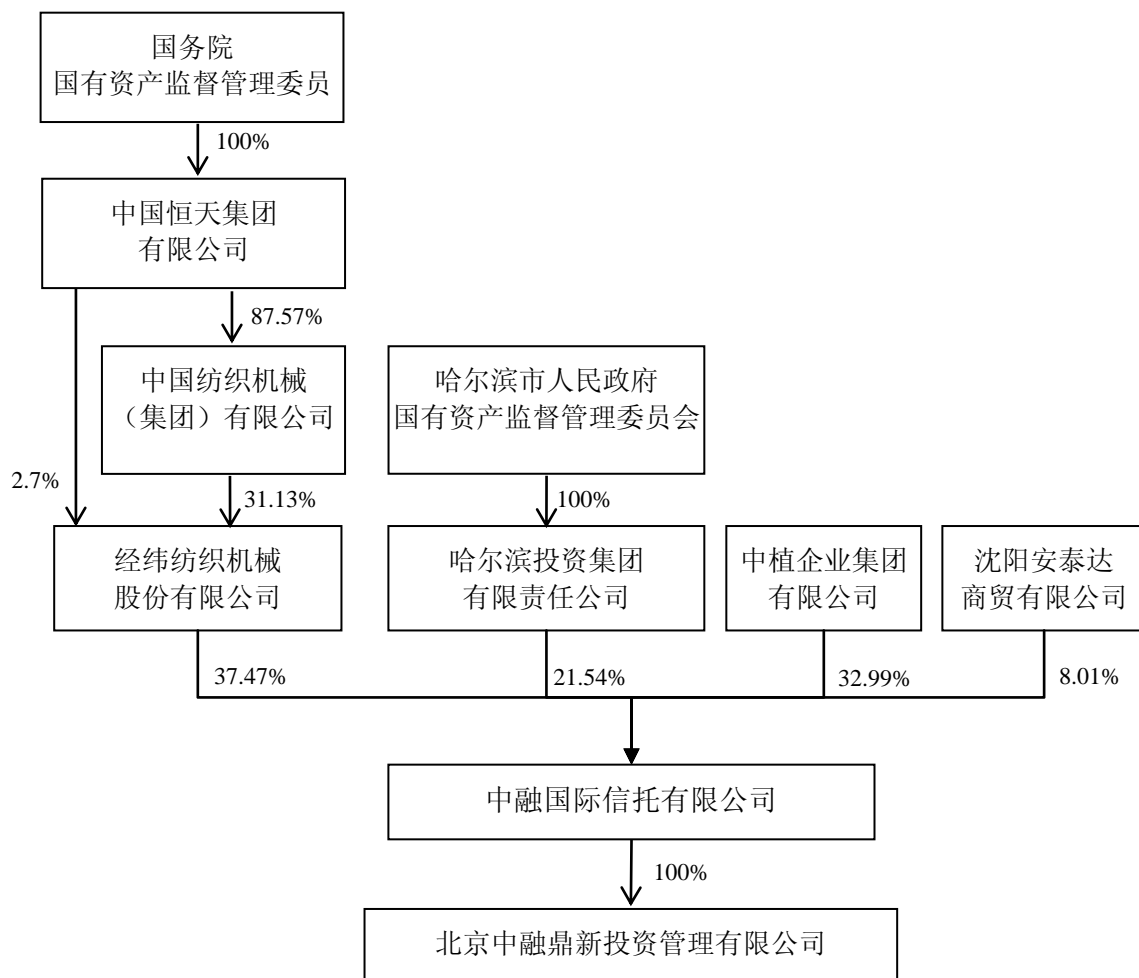 国务院
国有资产监督管理委员
100%
中国恒天集团
有限公司
87.57%
中国纺织机械
（集团）有限公司
哈尔滨市人民政府
国有资产监督管理委员会
2.7%
31.13%
100%
经纬纺织机械
股份有限公司
哈尔滨投资集团
有限责任公司
中植企业集团
有限公司
沈阳安泰达
商贸有限公司
37.47%
21.54%
32.99%
8.01%
中融国际信托有限公司
100%
北京中融鼎新投资管理有限公司